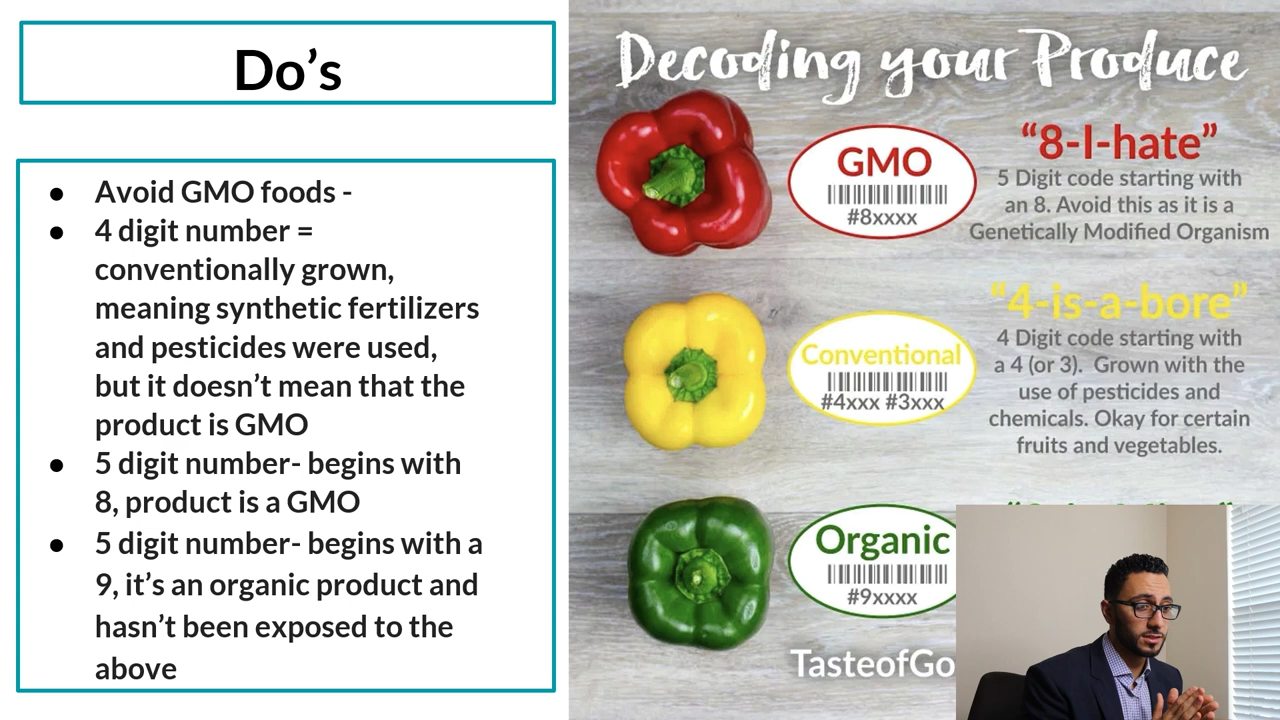 Do’s
Avoid GMO foods -
4 digit number =
conventionally grown,
meaning synthetic fertilizers
and pesticides were used,
but it doesn’t mean that the
product is GMO
5 digit number- begins with
8, product is a GMO
5 digit number- begins with a
9, it’s an organic product and
hasn’t been exposed to the
above
Decoding your Produce
GMO
#8xxxx
“8-I-hate”
5 Digit code starting with
an 8. Avoid this as it is a
Genetically Modified Organism
Conventional
#4xxx #3xxx
“4-is-a-bore”
4 Digit code starting with
a 4 (or 3). Grown with the
use of pesticides and
chemicals. Okay for certain
fruits and vegetables.
Organic
#9xxxx
TasteofGo